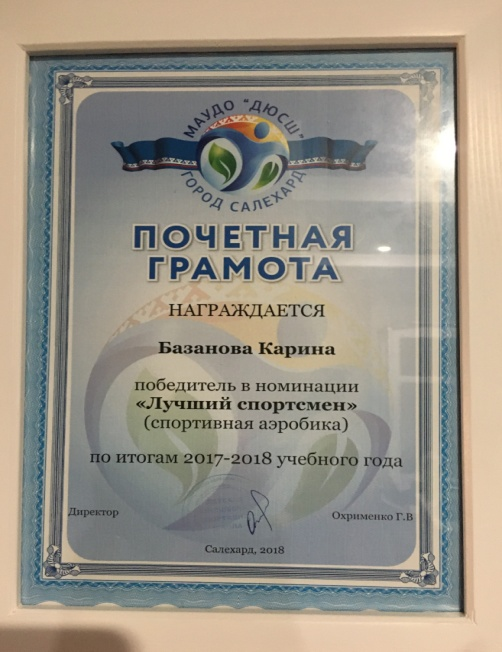 МАУДО "ДЮСШ"
ГОРОД САЛЕХАРД
ПОЧЕТНАЯ
ГРАМОТА
НАГРАЖДАЕТСЯ
Базанова Карина
победитель в номинации
«Лучший спортсмен»
(спортивная аэробика)
по итогам 2017-2018 учебного года
Директор Охрименко Г.В
Салехард, 2018